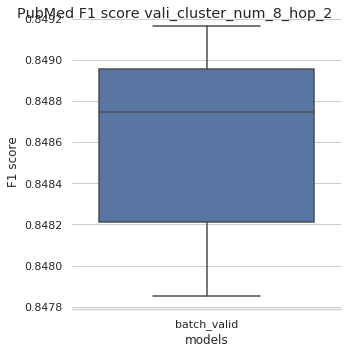 PubMed F1 score vali_cluster_num_8_hop_2
0.8492
0.8490
0.8488
0.8486
0.8484
0.8482
0.8480
0.8478
F1 score
batch_valid
models